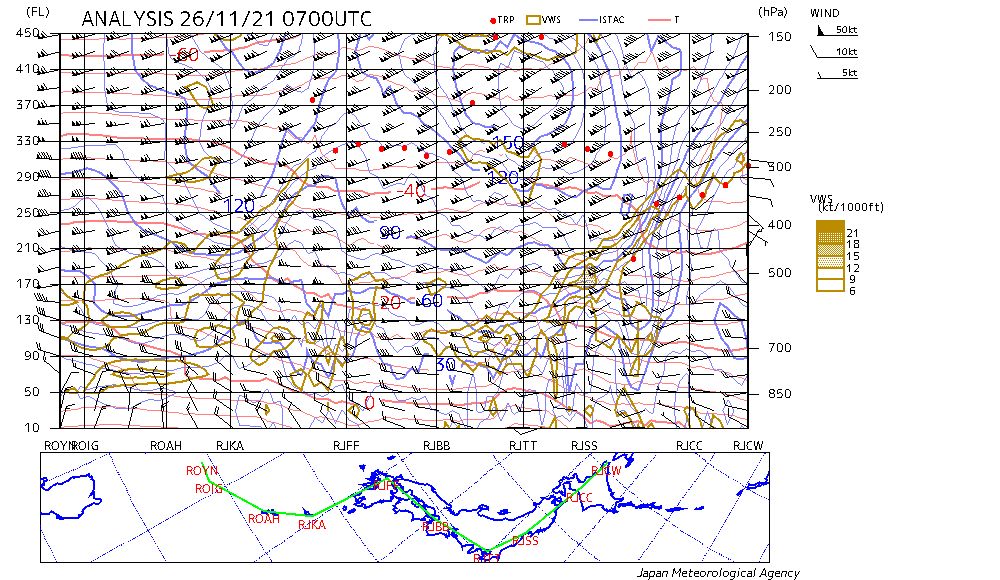 (FL) ANALYSIS 26/11/21 0700UTC TRP VWS ISTAC T (hPa) WIND
450 150 50kt
-60 10kt
410 5kt
200
370
250
330 150
300
290 120
-40
VWS
(kt/1000ft)
250 120 400
90 21
210 18
15
500 12
170 9
20 -60 6
130
700
90
30
50 850
0
10
ROYN ROIG ROAH RJKA RJFF RJBB RJTT RJSS RJCC RJCW
ROYN RJCW
ROIG
RJCC
ROAH RJKA RJBB
RJSS
Japan Meteorological Agency